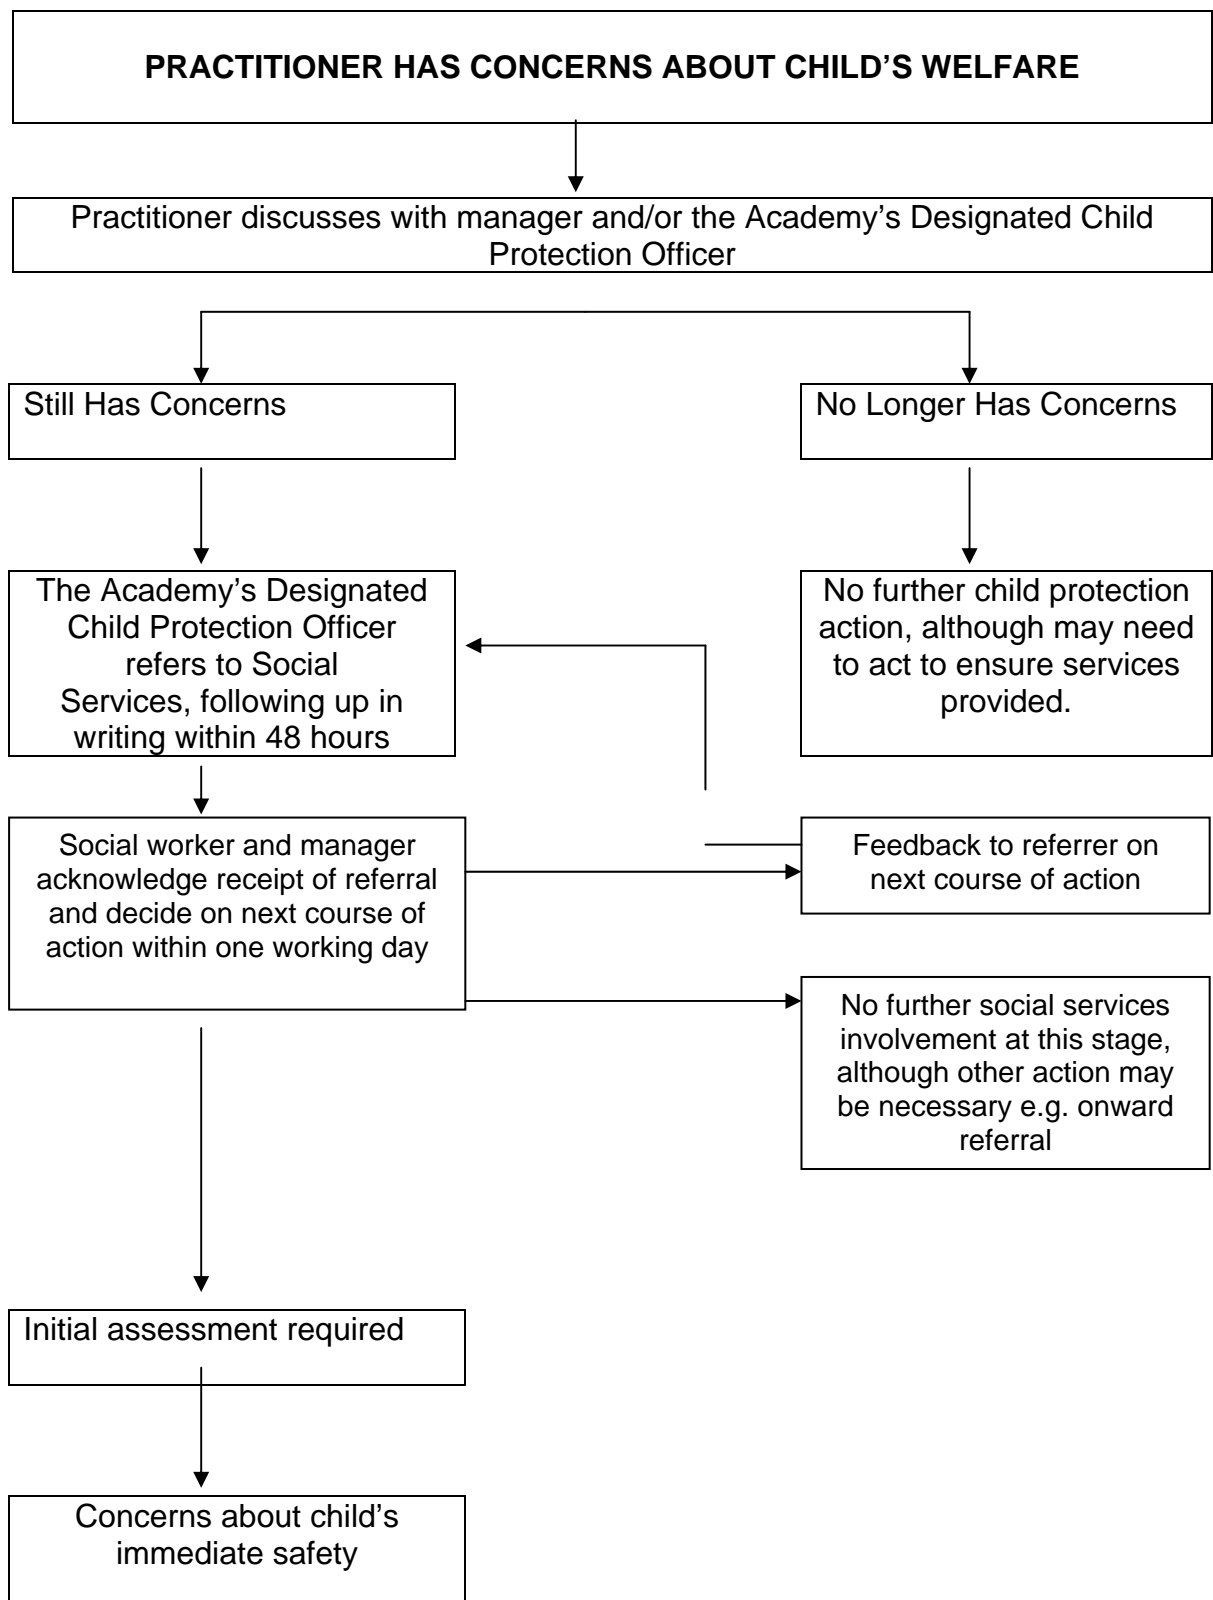 PRACTITIONER HAS CONCERNS ABOUT CHILD’S WELFARE
Practitioner discusses with manager and/or the Academy’s Designated Child
Protection Officer
Still Has Concerns
No Longer Has Concerns
The Academy’s Designated
Child Protection Officer
refers to Social
Services, following up in
writing within 48 hours
No further child protection
action, although may need
to act to ensure services
provided.
Social worker and manager
acknowledge receipt of referral
and decide on next course of
action within one working day
Feedback to referrer on
next course of action
No further social services
involvement at this stage,
although other action may
be necessary e.g. onward
referral
Initial assessment required
Concerns about child’s
immediate safety